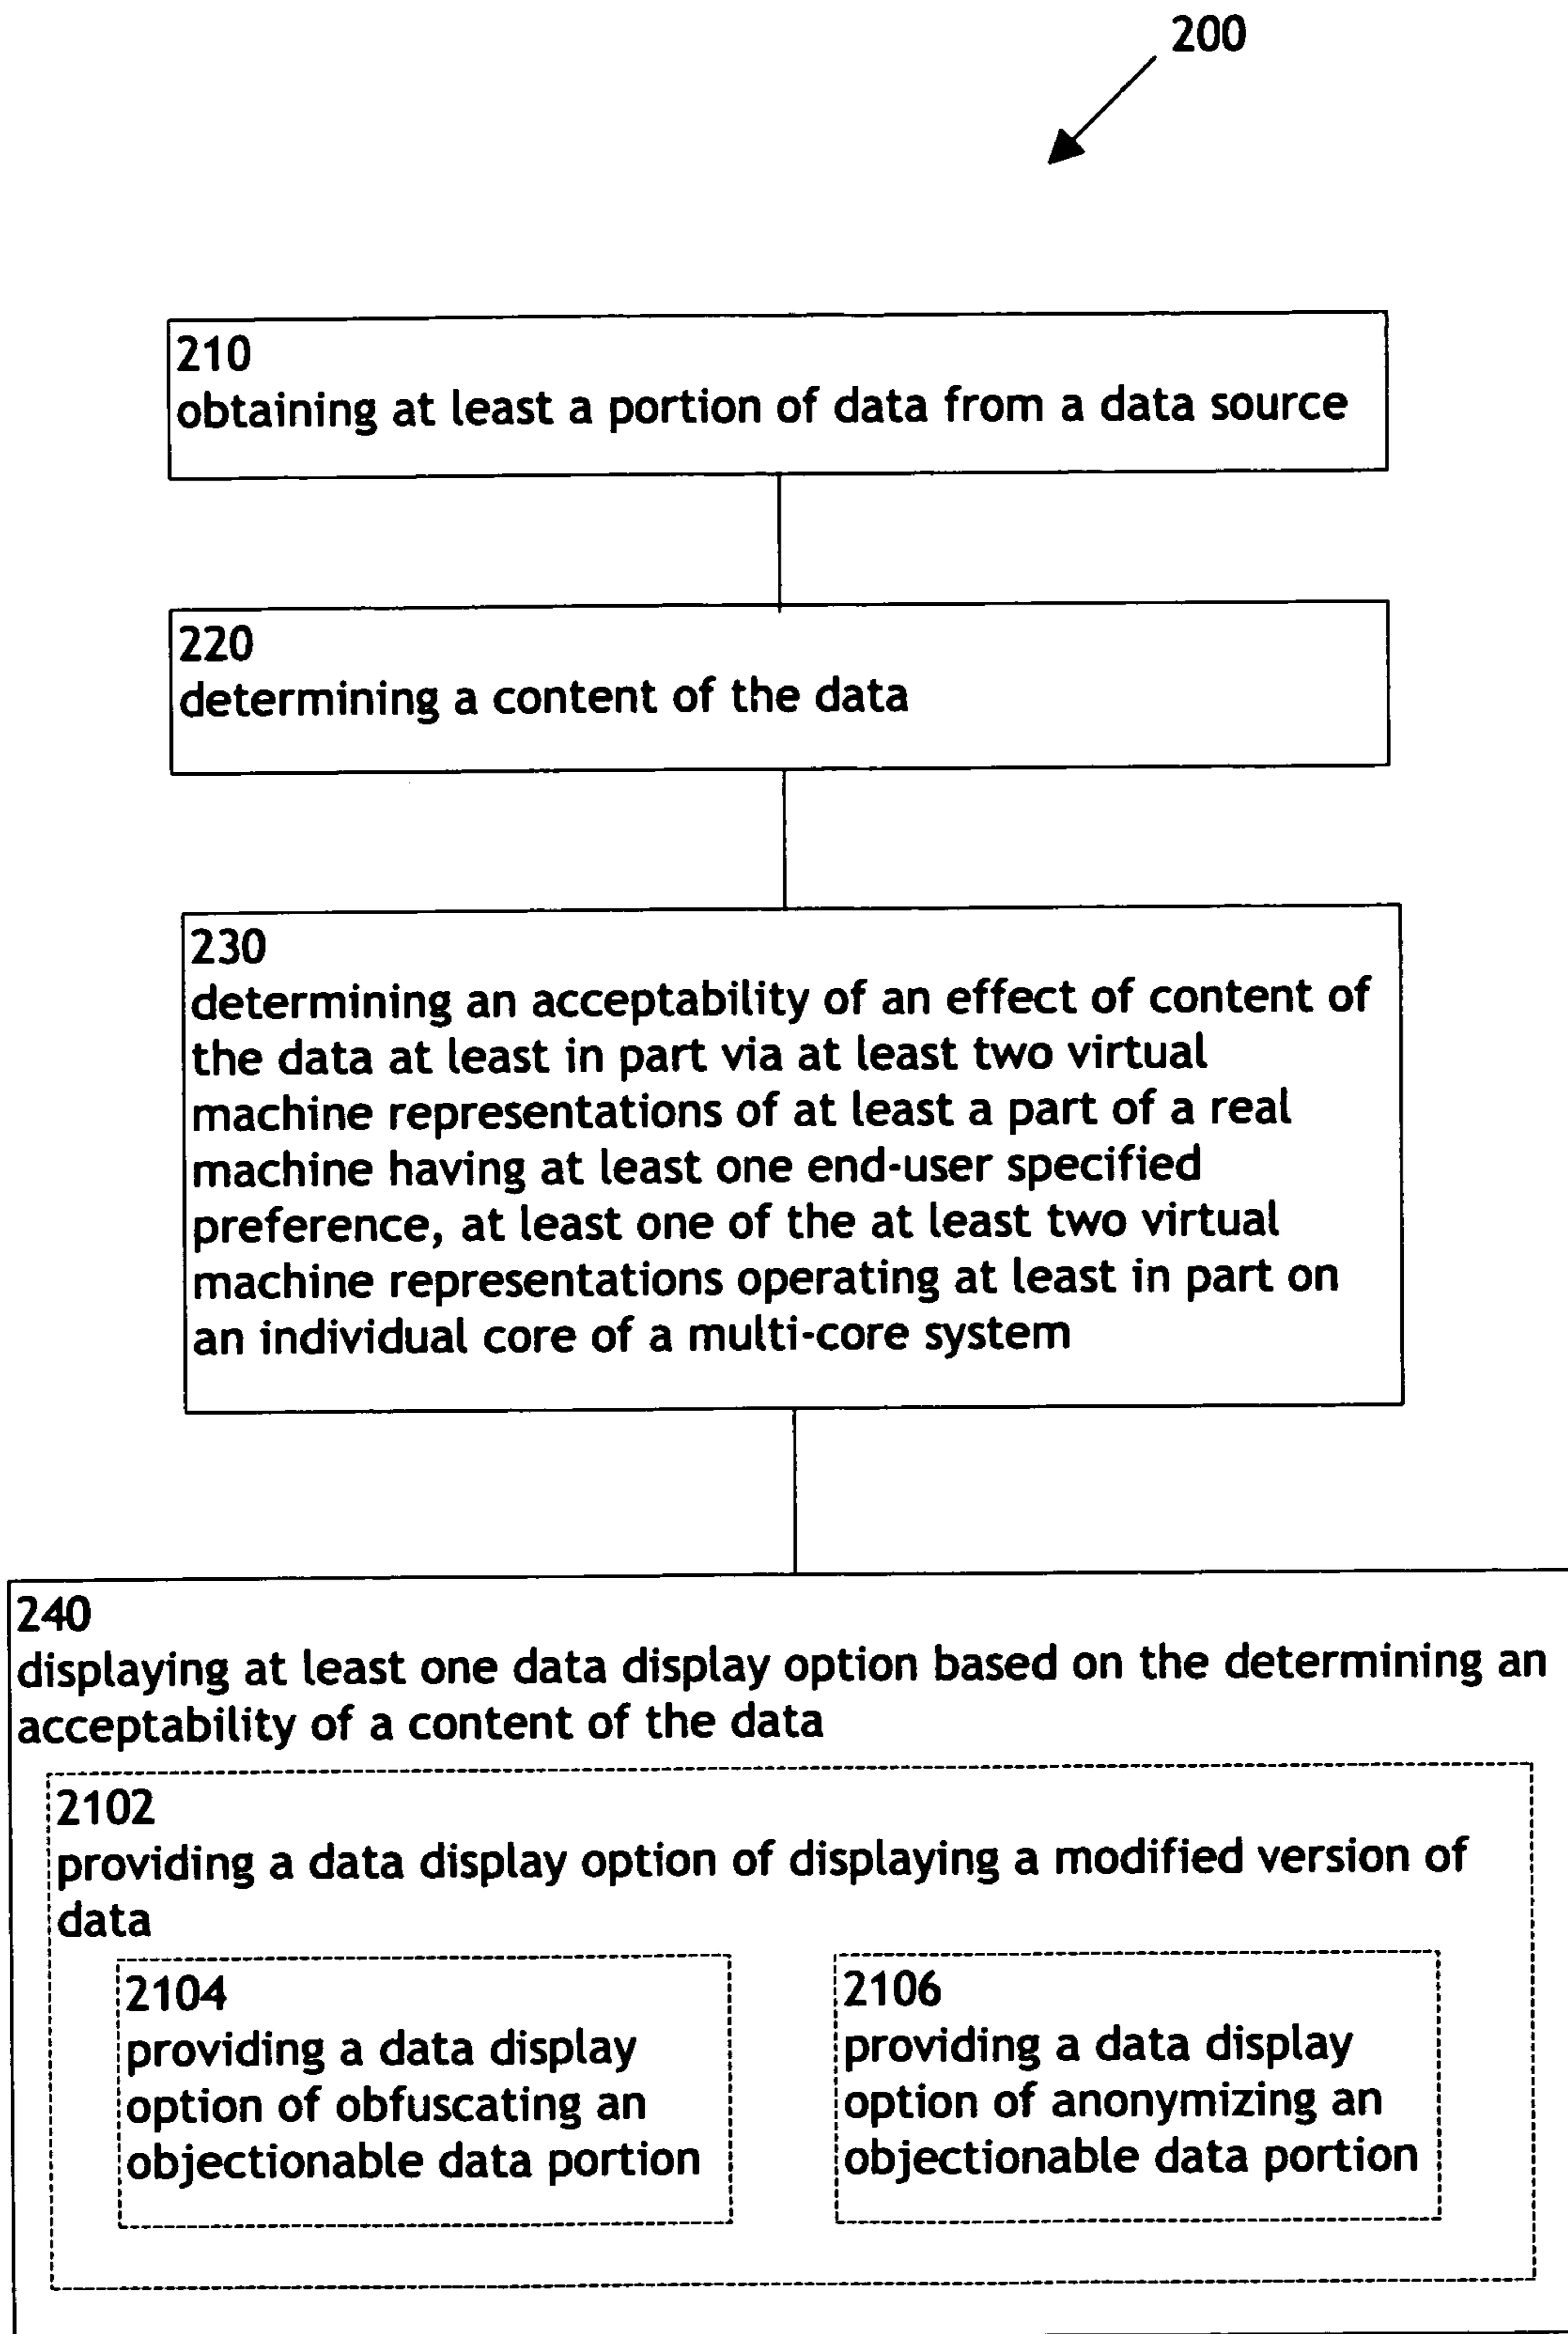 200
210
obtaining at least a portion of data from a data source
220
determining a content of the data
230
determining an acceptability of an effect of content of
the data at least in part via at least two virtual
machine representations of at least a part of a real
machine having at least one end-user specified
preference, at least one of the at least two virtual
machine representations operating at least in part on
an individual core of a multi-core system
240
displaying at least one data display option based on the determining an
acceptability of a content of the data
2102
providing a data display option of displaying a modified version of
data
2104
providing a data display
option of obfuscating an
objectionable data portion
2106
providing a data display
option of anonymizing an
objectionable data portion